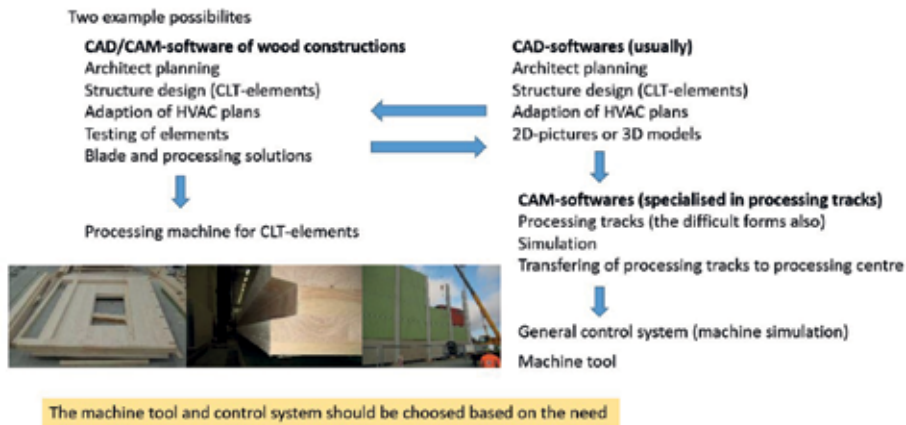 Two example possibilites
CAD/CAM-software of wood constructions
Architect planning
Structure design (CLT-elements)
Adaption of HVAC plans
Testing of elements
Blade and processing solutions
Processing machine for CLT-elements
CAD-softwares (usually)
Architect planning
Structure design (CLT-elements)
Adaption of HVAC plans
2D-pictures or 3D models
CAM-softwares (specialised in processing tracks)
Processing tracks (the difficult forms also)
Simulation
Transfering of processing tracks to processing centre
General control system (machine simulation)
Machine tool
The machine tool and control system should be choosed based on the need